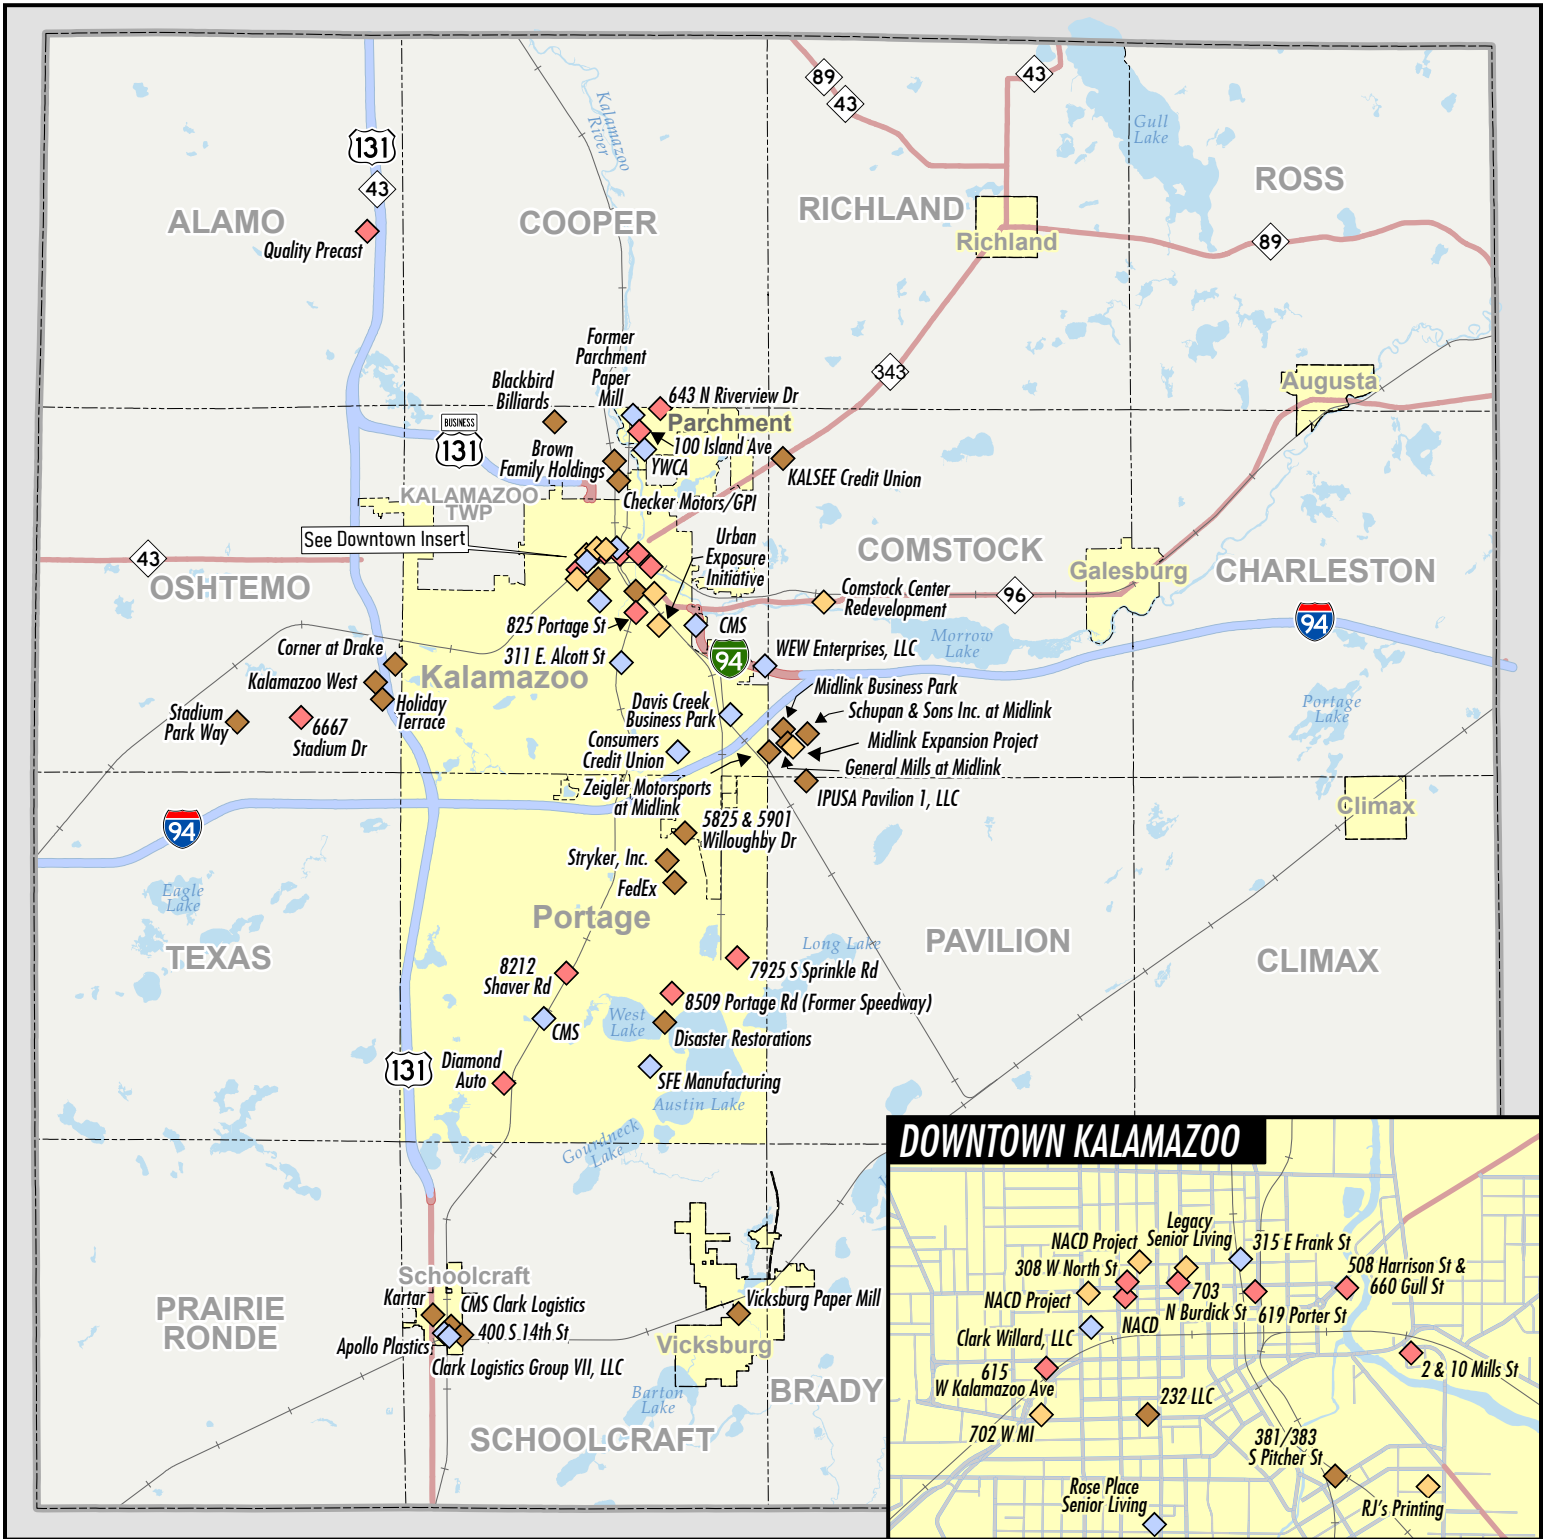 89
43
43
Kalamazoo
River
Gull
Lake
131
43
ALAMO
COOPER
RICHLAND
ROSS
Quality Precast
Richland
89
Former
Parchment
Paper
Mill
Blackbird
Billiards
643 N Riverview Dr
343
Augusta
BUSINESS
131
Parchment
100 Island Ave
YWCA
Brown
Family Holdings
KALSEE Credit Union
Checker Motors/GPI
KALAMAZOO
TWP
See Downtown Insert
Urban
Exposure
Initiative
43
OSHTEMO
COMSTOCK
Galesburg
CHARLESTON
Comstock Center
Redevelopment
96
94
825 Portage St
CMS
Morrow
Lake
311 E. Alcott St
94
WEW Enterprises, LLC
Corner at Drake
Kalamazoo
Kalamazoo West
Holiday
Terrace
Midlink Business Park
Stadium
Park Way
6667
Stadium Dr
Davis Creek
Business Park
Schupan & Sons Inc. at Midlink
Portage
Lake
Consumers
Credit Union
Midlink Expansion Project
General Mills at Midlink
Zeigler Motorsports
at Midlink
IPUSA Pavilion 1, LLC
Climax
94
5825 & 5901
Willoughby Dr
Stryker, Inc.
FedEx
Eagle
Lake
Portage
TEXAS
Long Lake
PAVILION
CLIMAX
8212
Shaver Rd
7925 S Sprinkle Rd
8509 Portage Rd (Former Speedway)
West
Lake
CMS
Disaster Restorations
131
Diamond
Auto
SFE Manufacturing
Austin Lake
Gourdneck
Lake
Schoolcraft
Kartar
CMS Clark Logistics
PRAIRIE
RONDE
400 S 14th St
Apollo Plastics
Clark Logistics Group VII, LLC
Vicksburg Paper Mill
Vicksburg
Barton
Lake
BRADY
SCHOOLCRAFT
DOWNTOWN KALAMAZOO
Legacy
Senior Living
NACD Project
315 E Frank St
308 W North St
508 Harrison St &
660 Gull St
NACD Project
703
N Burdick St
619 Porter St
NACD
Clark Willard, LLC
615
W Kalamazoo Ave
2 & 10 Mills St
702 W MI
232 LLC
381/383
S Pitcher St
Rose Place
Senior Living
RJ's Printing